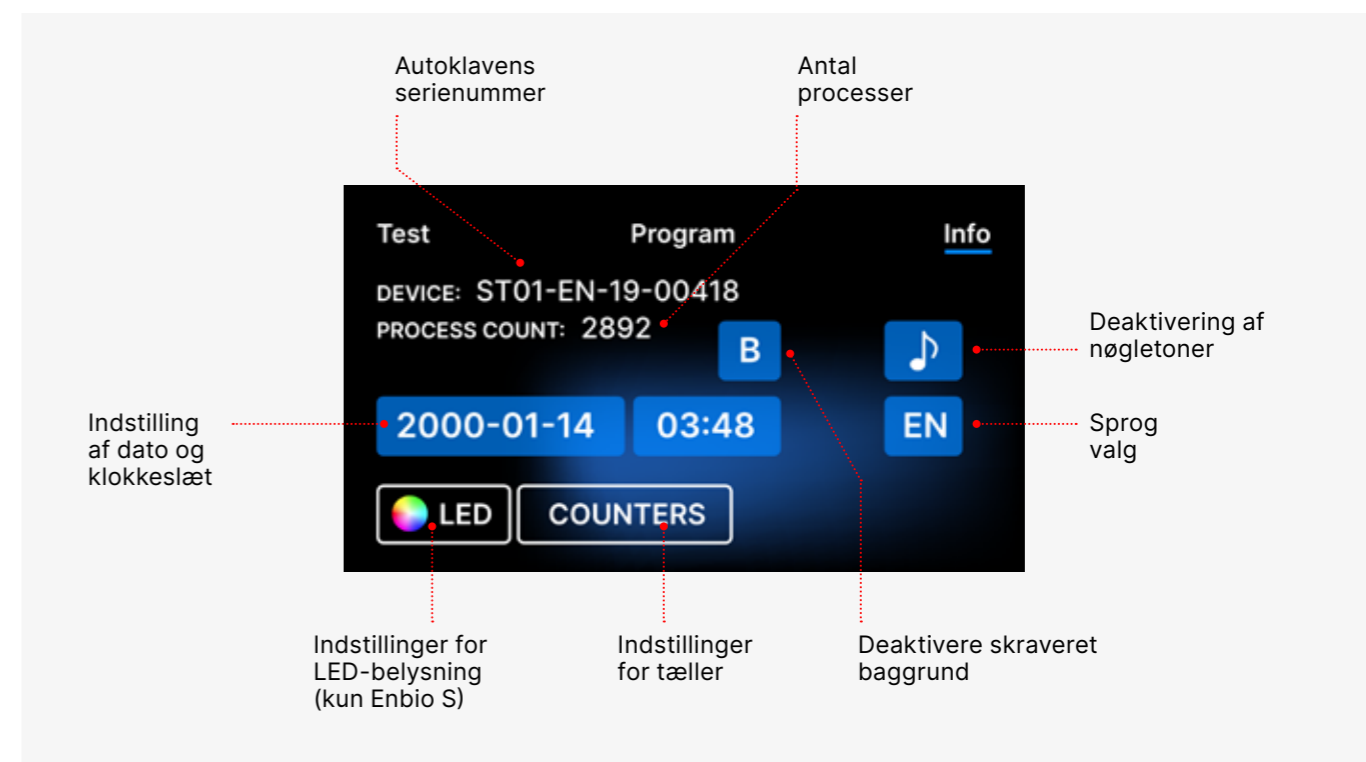 Autoklavens
serienummer
Antal
processer
Test
Program
Info
DEVICE: ST01-EN-19-00418
PROCESS COUNT: 2892
B
Deaktivering af
nøgletoner
Indstilling
af dato og
klokkeslæt
2000-01-14
03:48
EN
Sprog
valg
LED
COUNTERS
Indstillinger for
LED-belysning
(kun Enbio S)
Indstillinger
for tæller
Deaktivere skraveret
baggrund